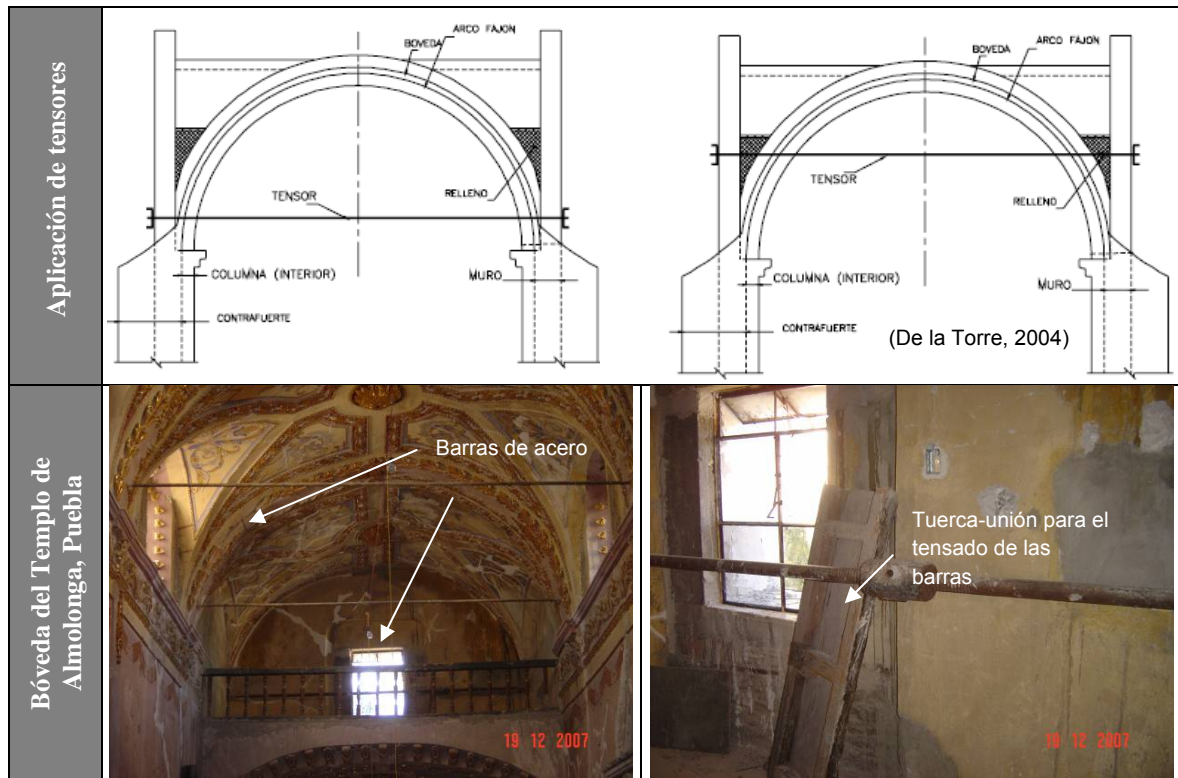 Aplicación de tensores
BOVEDA
ARCO FAJON
TENSOR
RELLENO
COLUMNA (INTERIOR)
MURO
CONTRAFUERTE
BOVEDA
ARCO FAJON
TENSOR
RELLENO
COLUMNA (INTERIOR)
MURO
CONTRAFUERTE
(De la Torre, 2004)
Bóveda del Templo de
Almolonga, Puebla
Barras de acero
19 12 2007
Tuerca-unión para el
tensado de las
barras
19 12 2007